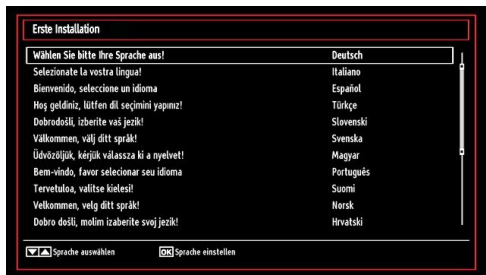 Erste Installation
Wählen Sie bitte Ihre Sprache aus! Deutsch
Selezionate la vostra lingua! Italiano
Bienvenido, seleccione un idioma Español
Hoş geldiniz, lütfen dil seçimini yapınız! Türkçe
Dobrodošli, izberite vaš jezik! Slovenski
Välkommen, välj ditt språk! Svenska
Üdvözöljük, kérjük válassza ki a nyelvet! Magyar
Bem-vindo, favor selecionar seu idioma Português
Tervetuloa, valitse kielesi! Suomi
Velkommen, velg ditt språk! Norsk
Dobro došli, molim izaberite svoj jezik! Hrvatski
Sprache auswählen OK Sprache einstellen